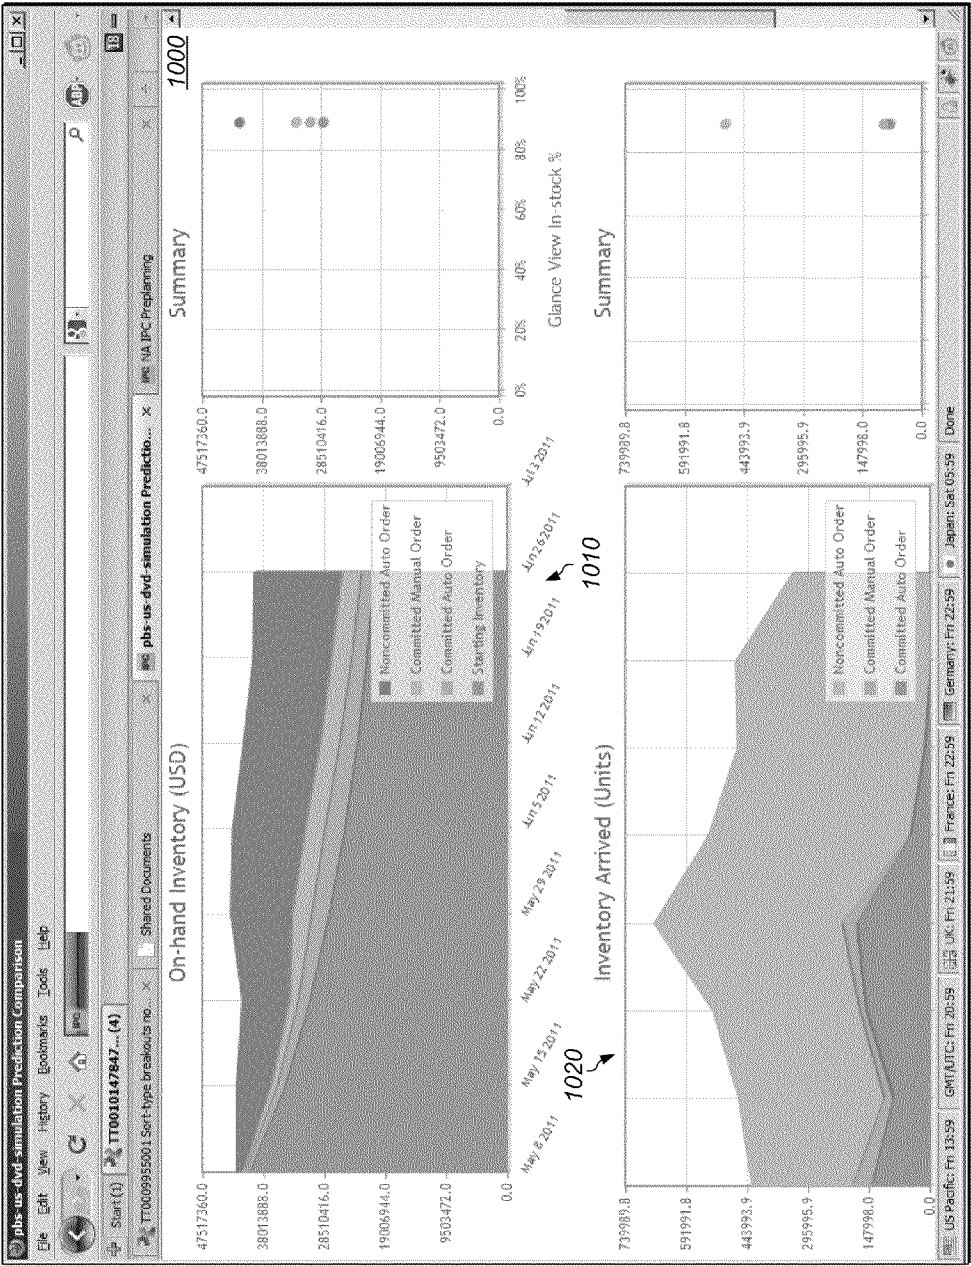 pbs-us-dvd-simulation Prediction Comparison
File Edit View History Bookmarks Tools Help
IPC
ABP
Start (1)
TT0010147847... (4)
18
TT0009955001 Sort-type breakouts no... X
Shared Documents X
IPC pbs-us-dvd-simulation Predictio... X
IPC NA IPC Preplanning X
1000
On-hand Inventory (USD)
47517360.0
38013888.0
28510416.0
19006944.0
9503472.0
0.0
Noncommitted Auto Order
Committed Manual Order
Committed Auto Order
Starting Inventory
May 8 2011
May 15 2011
May 22 2011
May 29 2011
Jun 5 2011
Jun 12 2011
Jun 19 2011
Jun 26 2011
Jul 3 2011
1010
Summary
47517360.0
38013888.0
28510416.0
19006944.0
9503472.0
0.0
0%
20%
40%
60%
80%
100%
Glance View In-stock %
1020
Inventory Arrived (Units)
739989.8
591991.8
443993.9
295995.9
147998.0
0.0
Noncommitted Auto Order
Committed Manual Order
Committed Auto Order
Summary
739989.8
591991.8
443993.9
295995.9
147998.0
0.0
US Pacific: Fri 13:59
GMT/UTC: Fri 20:59
UK: Fri 21:59
France: Fri 22:59
Germany: Fri 22:59
Japan: Sat 05:59
Done